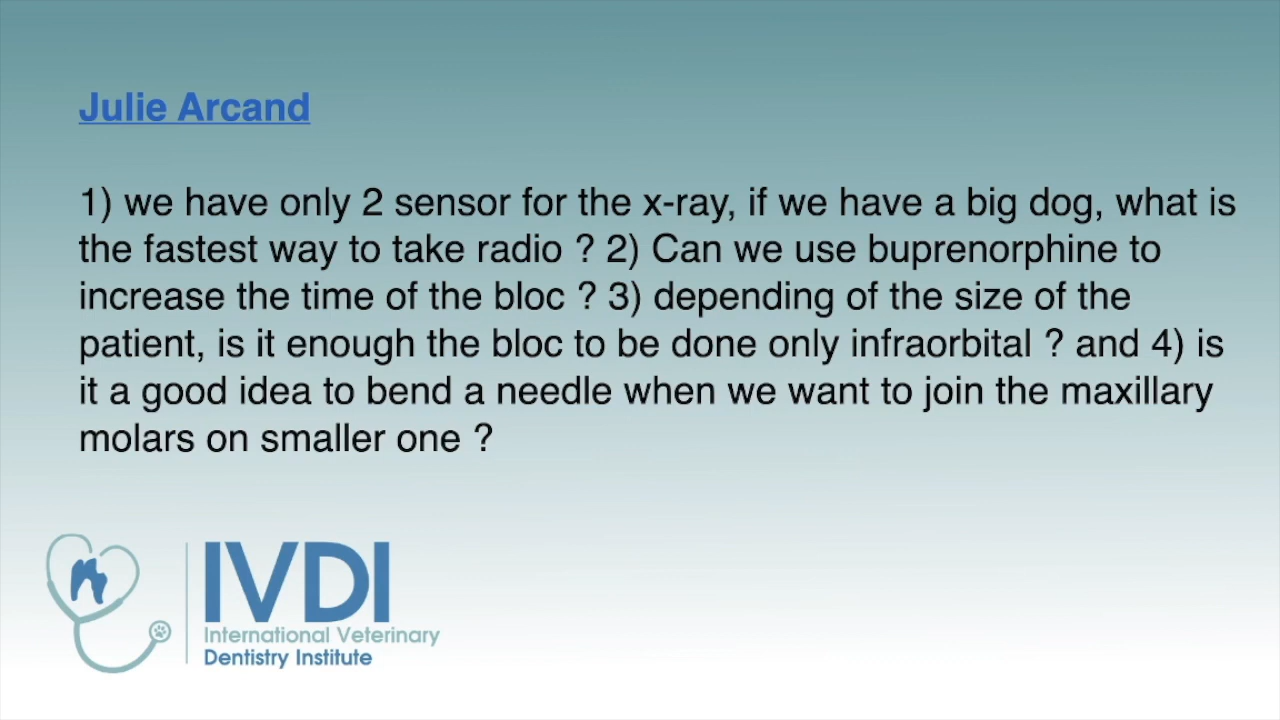 Julie Arcand
1) we have only 2 sensor for the x-ray, if we have a big dog, what is
the fastest way to take radio ? 2) Can we use buprenorphine to
increase the time of the bloc ? 3) depending of the size of the
patient, is it enough the bloc to be done only infraorbital ? and 4) is
it a good idea to bend a needle when we want to join the maxillary
molars on smaller one ?
IVDI
International Veterinary
Dentistry Institute